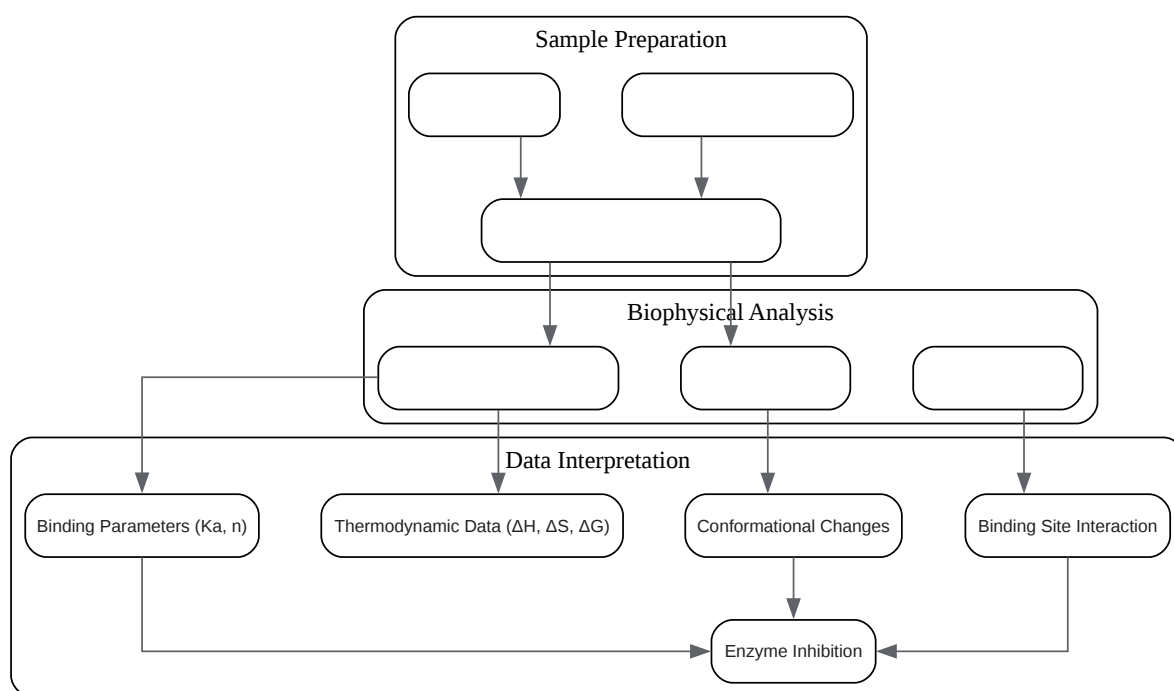 Sample Preparation
Biophysical Analysis
Data Interpretation
Binding Parameters (Ka, n)
Thermodynamic Data (ΔH, ΔS, ΔG)
Conformational Changes
Binding Site Interaction
Enzyme Inhibition